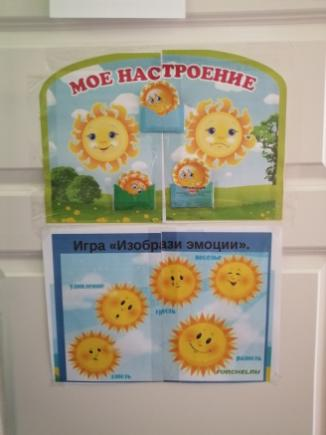 МОЕ НАСТРОЕНИЕ
Игра «Изобрази эмоции».
веселье
удивление
грусть
злость
радость